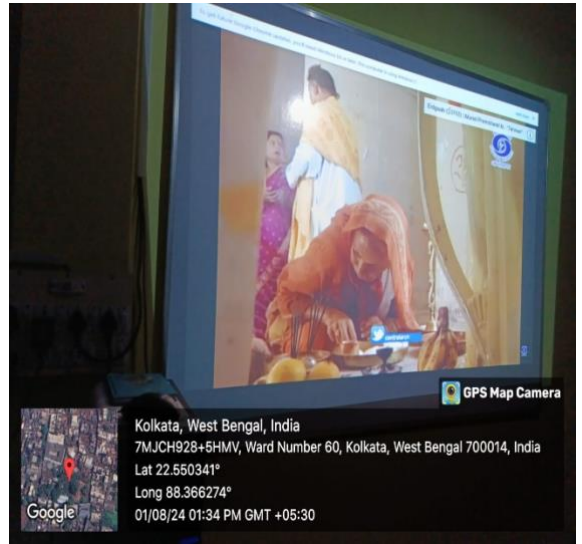 GPS Map Camera
Kolkata, West Bengal, India
7MJCH928+5HMV, Ward Number 60, Kolkata, West Bengal 700014, India
Lat 22.550341°
Long 88.366274°
01/08/24 01:34 PM GMT +05:30
Google